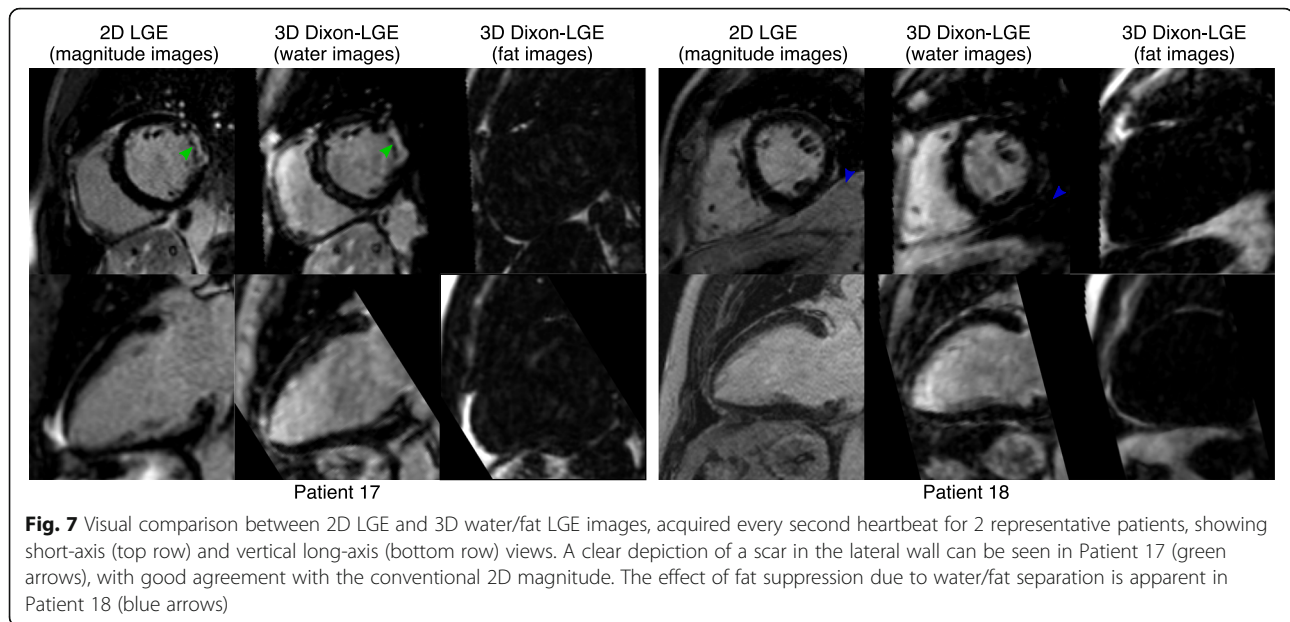 2D LGE 3D Dixon-LGE 3D Dixon-LGE 2D LGE 3D Dixon-LGE 3D Dixon-LGE
(magnitude images) (water images) (fat images) (magnitude images) (water images) (fat images)
Patient 17 Patient 18
Fig. 7 Visual comparison between 2D LGE and 3D water/fat LGE images, acquired every second heartbeat for 2 representative patients, showing
short-axis (top row) and vertical long-axis (bottom row) views. A clear depiction of a scar in the lateral wall can be seen in Patient 17 (green
arrows), with good agreement with the conventional 2D magnitude. The effect of fat suppression due to water/fat separation is apparent in
Patient 18 (blue arrows)